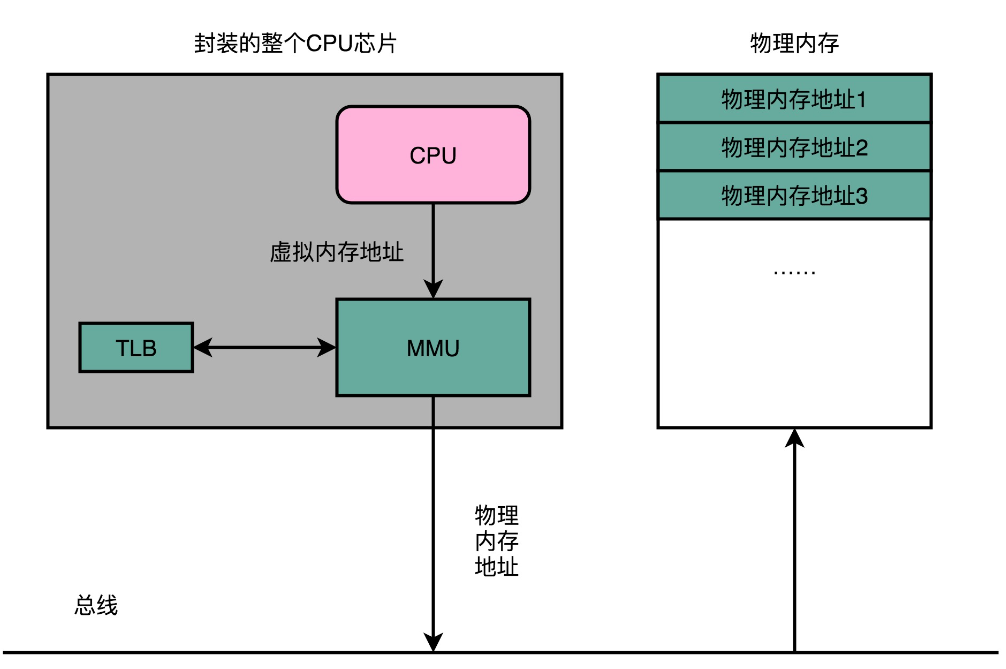 封装的整个CPU芯片
物理内存
CPU
虚拟内存地址
TLB
MMU
物理内存地址1
物理内存地址2
物理内存地址3
......
物理
内存
地址
总线